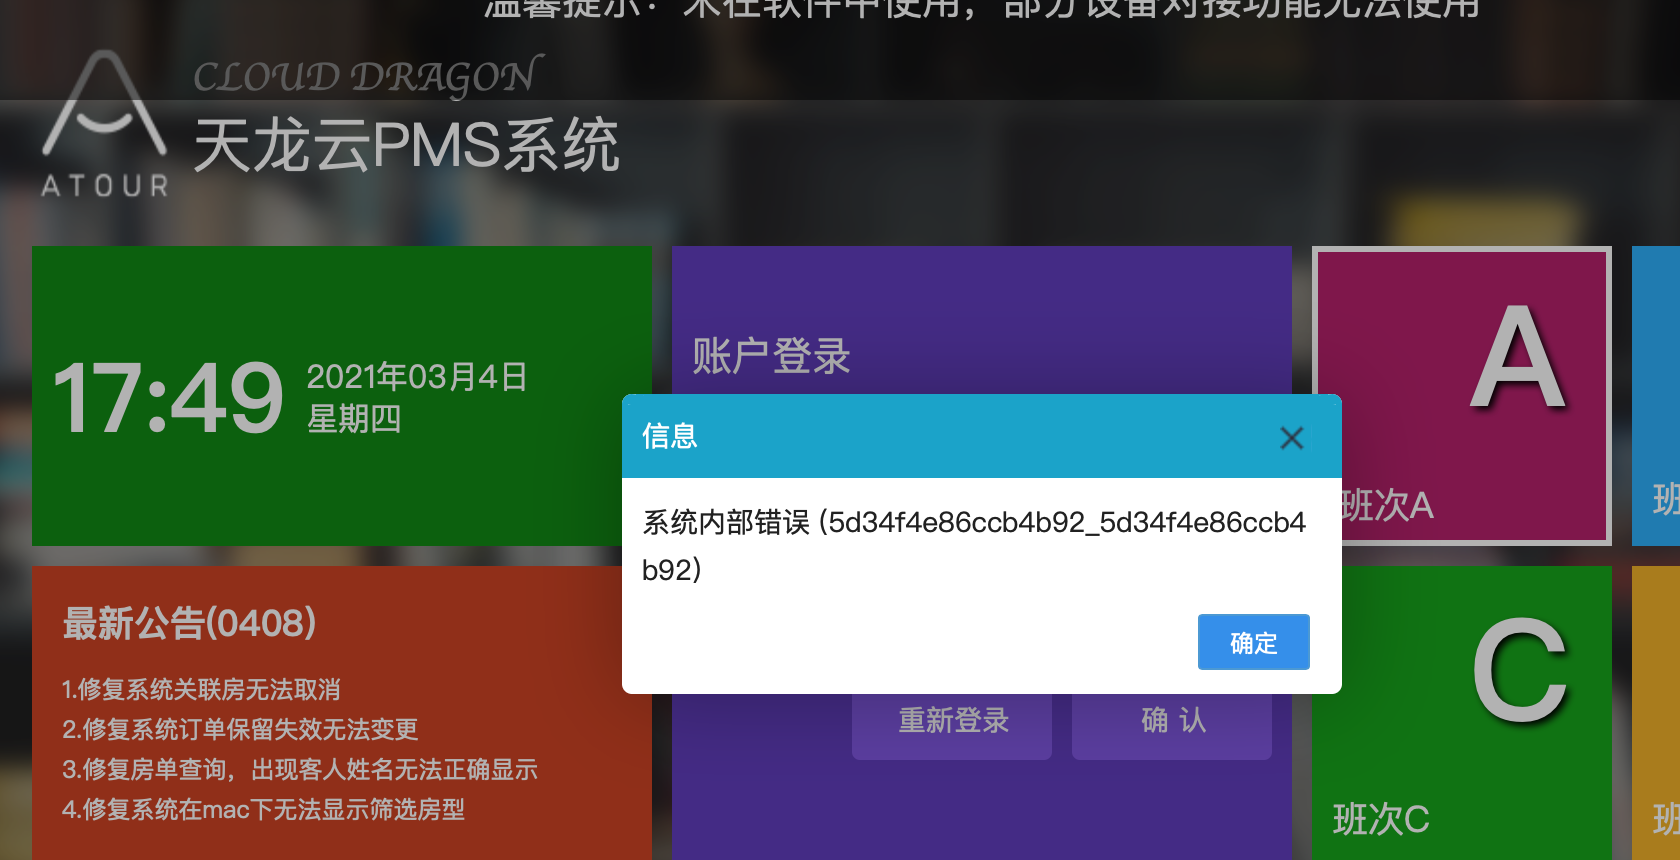 温馨提示：未在软件中使用，部分设备对接功能无法使用
CLOUD DRAGON
天龙云PMS系统
ATOUR
17:49
2021年03月4日
星期四
账户登录
A
班次A
班
信息
系统内部错误 (5d34f4e86ccb4b92_5d34f4e86ccb4
b92)
确定
最新公告(0408)
1.修复系统关联房无法取消
2.修复系统订单保留失效无法变更
3.修复房单查询，出现客人姓名无法正确显示
4.修复系统在mac下无法显示筛选房型
重新登录
确 认
C
班次C
班